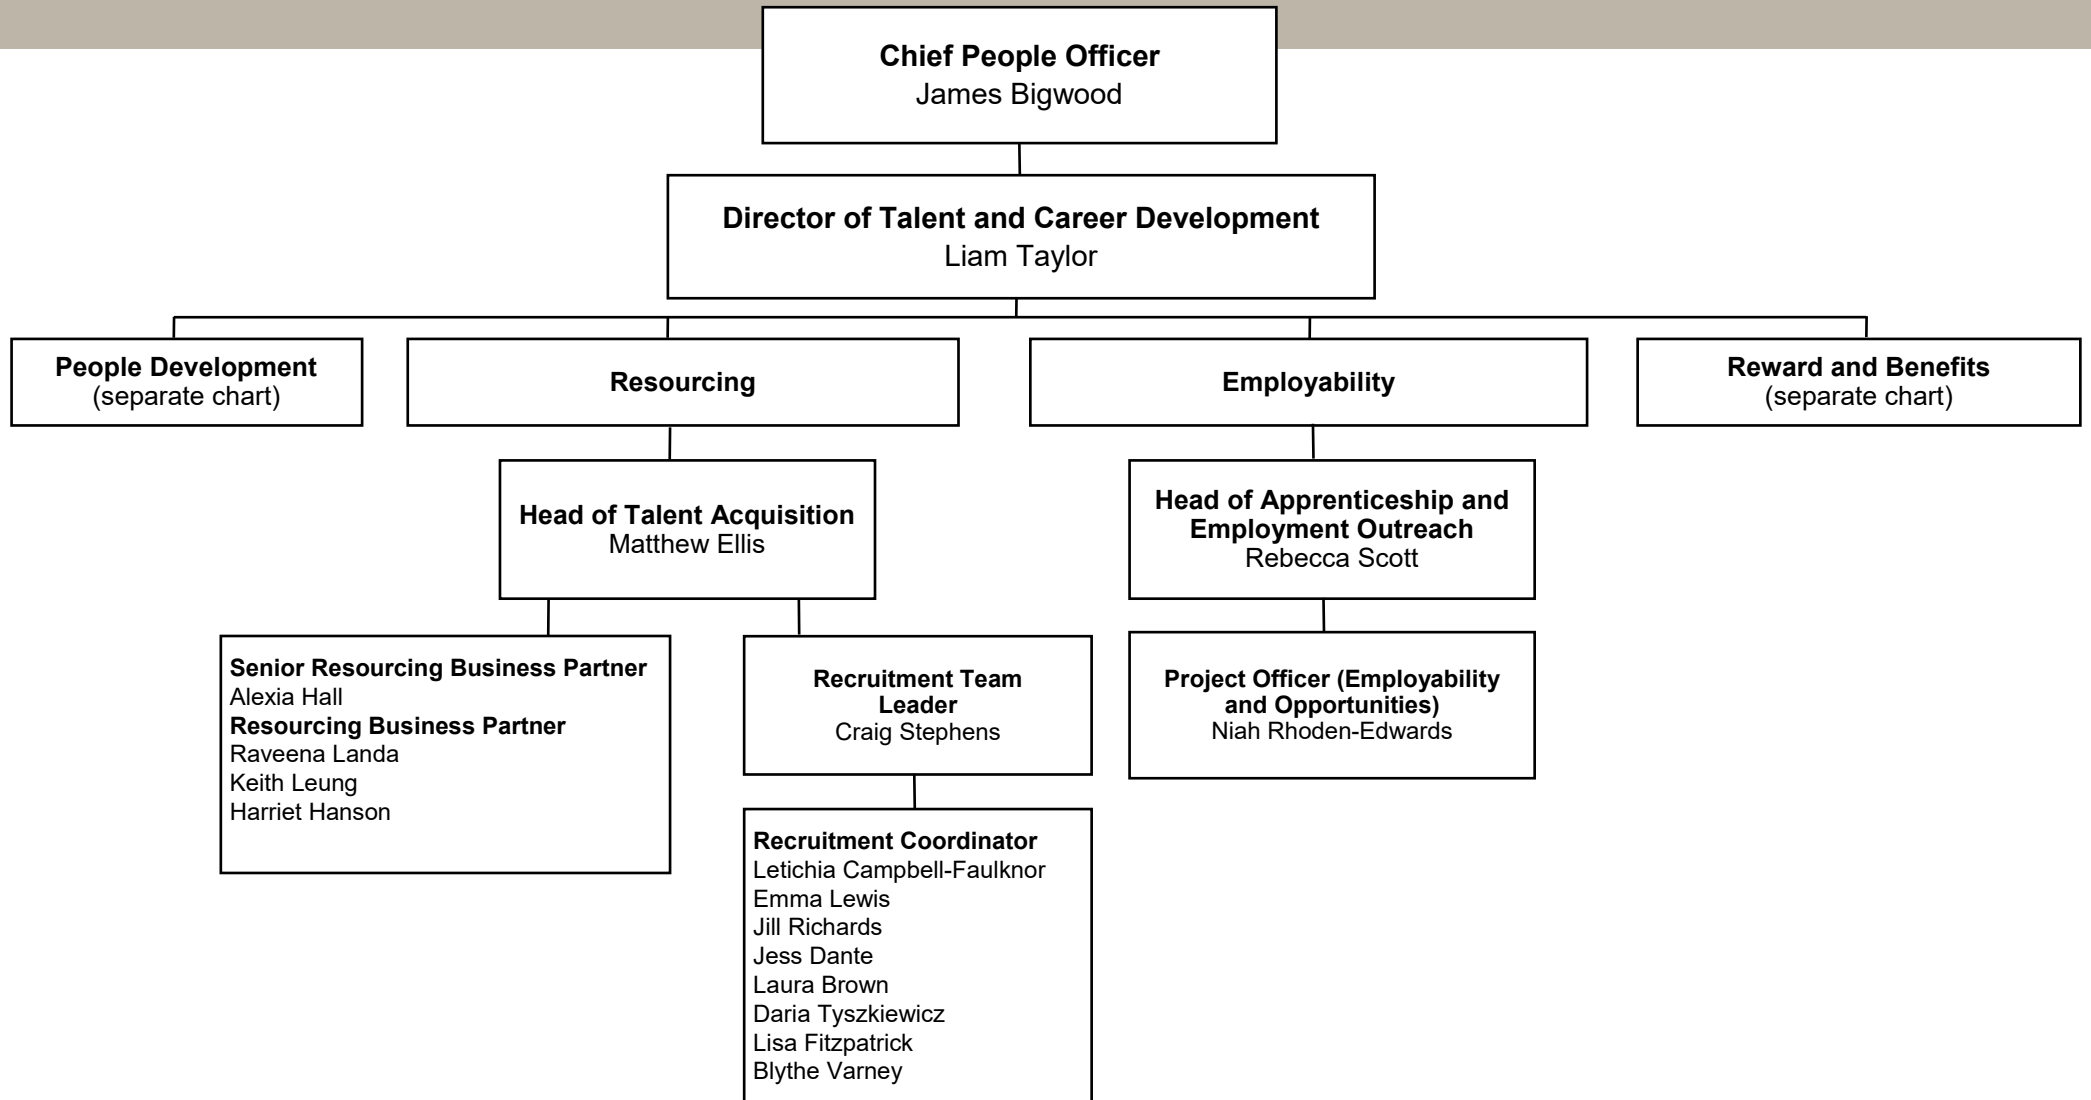 Chief People Officer
James Bigwood
Director of Talent and Career Development
Liam Taylor
People Development
(separate chart)
Resourcing
Employability
Reward and Benefits
(separate chart)
Head of Talent Acquisition
Matthew Ellis
Head of Apprenticeship and
Employment Outreach
Rebecca Scott
Senior Resourcing Business Partner
Alexia Hall
Resourcing Business Partner
Raveena Landa
Keith Leung
Harriet Hanson
Recruitment Team
Leader
Craig Stephens
Project Officer (Employability
and Opportunities)
Niah Rhoden-Edwards
Recruitment Coordinator
Letichia Campbell-Faulknor
Emma Lewis
Jill Richards
Jess Dante
Laura Brown
Daria Tyszkiewicz
Lisa Fitzpatrick
Blythe Varney